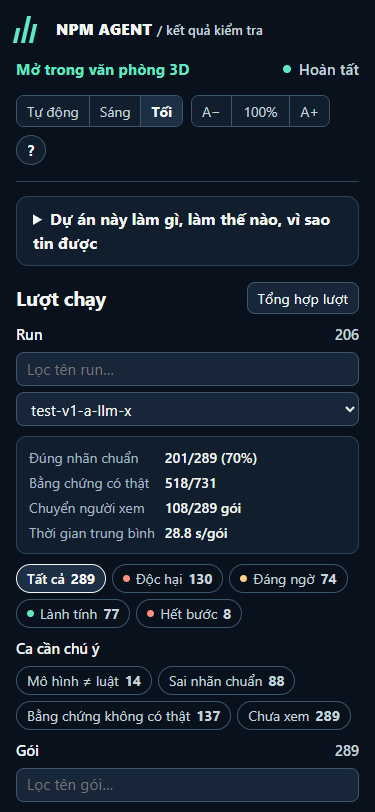 NPM AGENT / kết quả kiểm tra
Mở trong văn phòng 3D Hoàn tất
Tự động Sáng Tối A− 100% A+
?
Dự án này làm gì, làm thế nào, vì sao
tin được
Lượt chạy Tổng hợp lượt
Run 206
Lọc tên run...
test-v1-a-llm-x
Đúng nhãn chuẩn 201/289 (70%)
Bằng chứng có thật 518/731
Chuyển người xem 108/289 gói
Thời gian trung bình 28.8 s/gói
Tất cả 289 Độc hại 130 Đáng ngờ 74
Lành tính 77 Hết bước 8
Ca cần chú ý
Mô hình ≠ luật 14 Sai nhãn chuẩn 88
Bằng chứng không có thật 137 Chưa xem 289
Gói 289
Lọc tên gói...